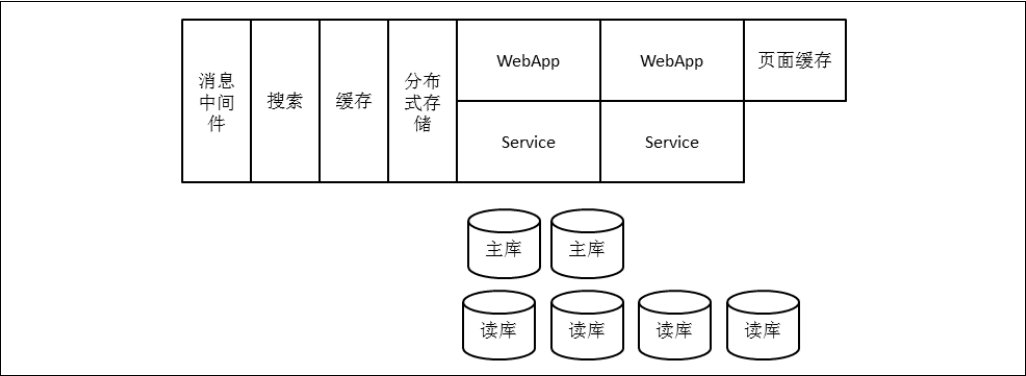 消息
中间
件
搜索
缓存
分布
式存
储
WebApp
WebApp
页面缓存
Service
Service
主库
主库
读库
读库
读库
读库